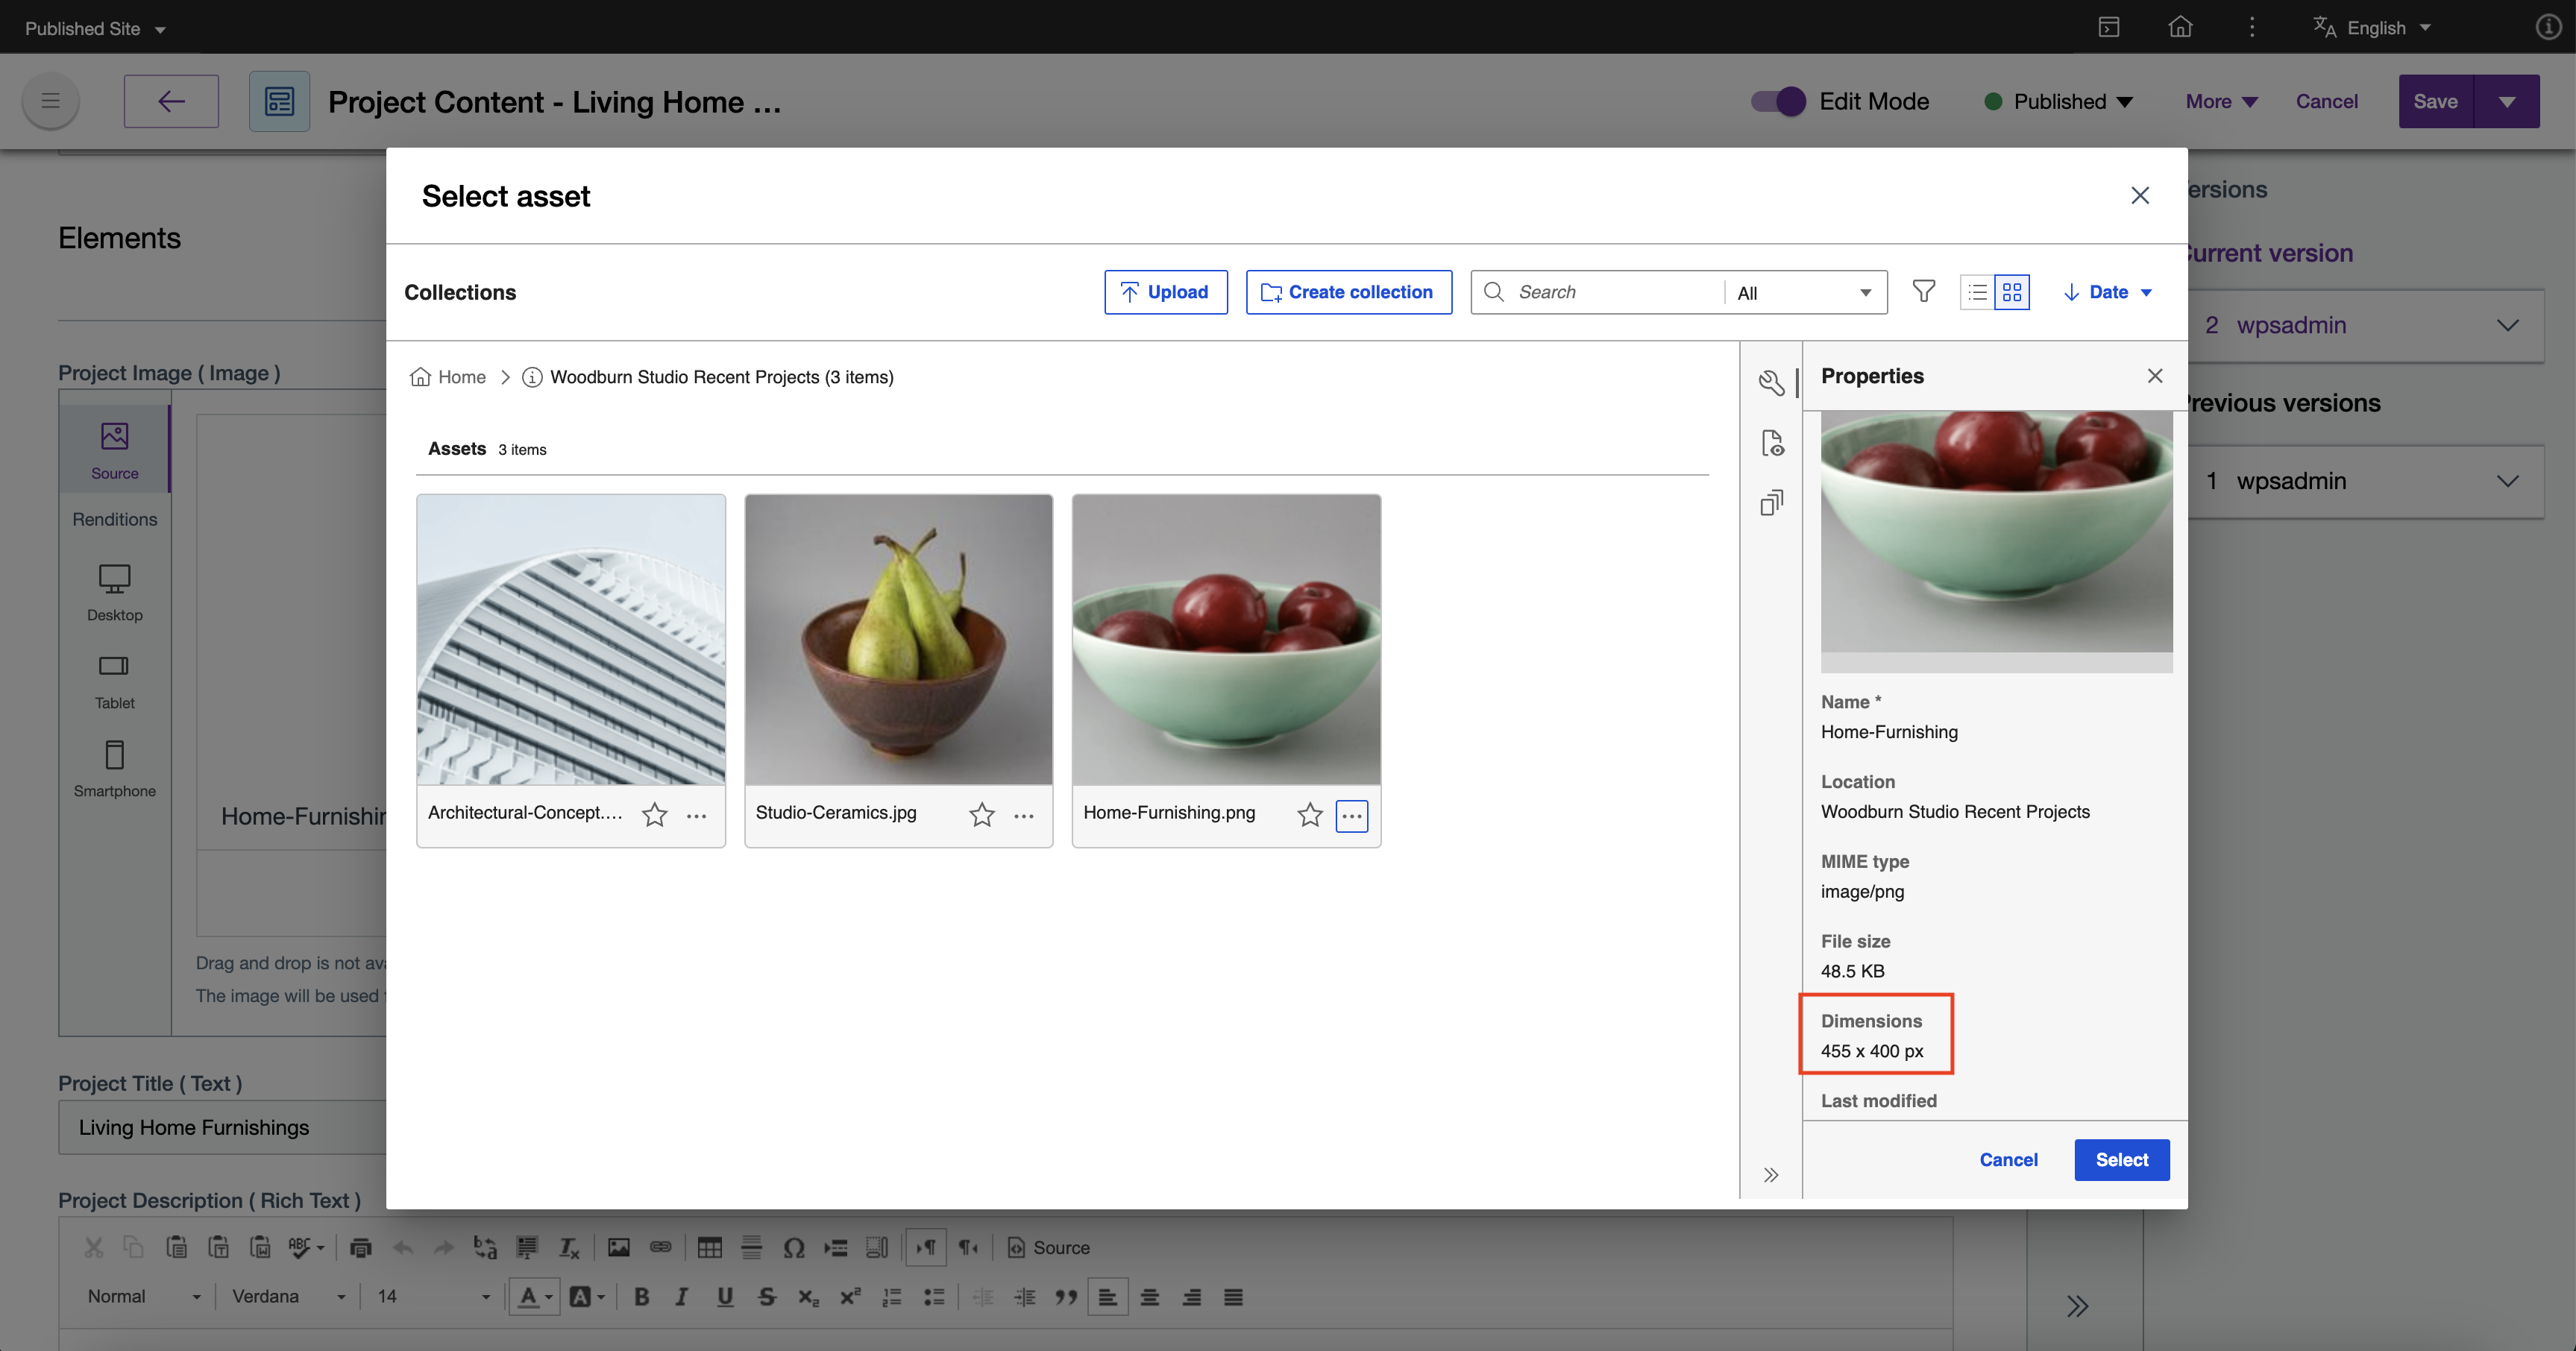 Published Site
English
Project Content - Living Home ...
Edit Mode
Published
More
Cancel
Save
Select asset
Elements
Collections
Upload
Create collection
Search
All
Date
Home
Woodburn Studio Recent Projects (3 items)
Assets 3 items
Architectural-Concept....
Studio-Ceramics.jpg
Home-Furnishing.png
Properties
Name *
Home-Furnishing
Location
Woodburn Studio Recent Projects
MIME type
image/png
File size
48.5 KB
Dimensions
455 x 400 px
Last modified
Cancel
Select
ersions
urrent version
2 wpsadmin
revious versions
1 wpsadmin
Project Image ( Image )
Source
Renditions
Desktop
Tablet
Smartphone
Home-Furnishin
Drag and drop is not ava
The image will be used
Project Title ( Text )
Living Home Furnishings
Project Description ( Rich Text )
Source
Normal
Verdana
14